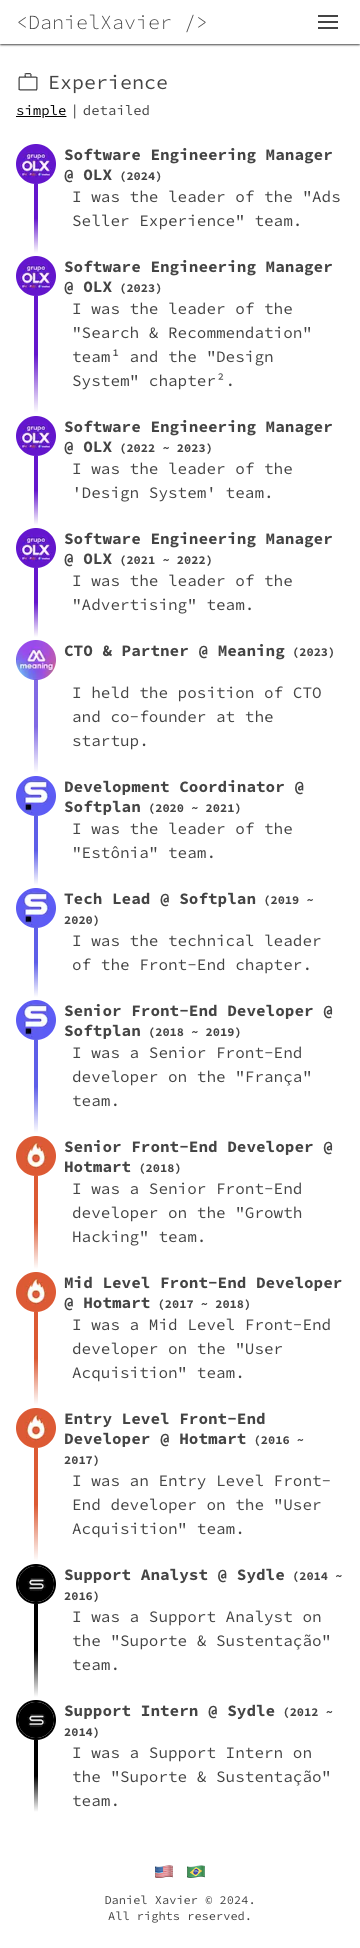 <DanielXavier />
Experience
simple | detailed
grupo
OLX
Software Engineering Manager
@ OLX (2024)
I was the leader of the "Ads
Seller Experience" team.
grupo
OLX
Software Engineering Manager
@ OLX (2023)
I was the leader of the
"Search & Recommendation"
team¹ and the "Design
System" chapter².
grupo
OLX
Software Engineering Manager
@ OLX (2022 ~ 2023)
I was the leader of the
'Design System' team.
grupo
OLX
Software Engineering Manager
@ OLX (2021 ~ 2022)
I was the leader of the
"Advertising" team.
meaning
CTO & Partner @ Meaning (2023)
I held the position of CTO
and co-founder at the
startup.
Development Coordinator @
Softplan (2020 ~ 2021)
I was the leader of the
"Estônia" team.
Tech Lead @ Softplan (2019 ~
2020)
I was the technical leader
of the Front-End chapter.
Senior Front-End Developer @
Softplan (2018 ~ 2019)
I was a Senior Front-End
developer on the "França"
team.
Senior Front-End Developer @
Hotmart (2018)
I was a Senior Front-End
developer on the "Growth
Hacking" team.
Mid Level Front-End Developer
@ Hotmart (2017 ~ 2018)
I was a Mid Level Front-End
developer on the "User
Acquisition" team.
Entry Level Front-End
Developer @ Hotmart (2016 ~
2017)
I was an Entry Level Front-
End developer on the "User
Acquisition" team.
Support Analyst @ Sydle (2014 ~
2016)
I was a Support Analyst on
the "Suporte & Sustentação"
team.
Support Intern @ Sydle (2012 ~
2014)
I was a Support Intern on
the "Suporte & Sustentação"
team.
Daniel Xavier © 2024.
All rights reserved.